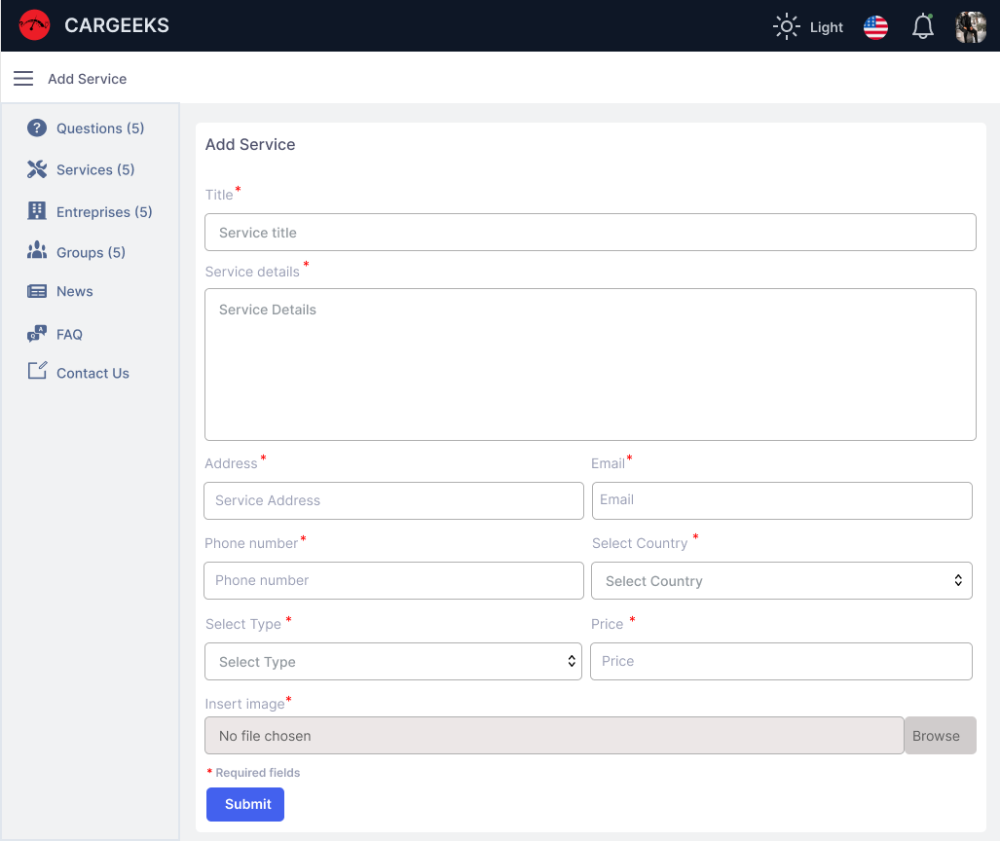 CARGEEKS
Light
Add Service
Questions (5)
Services (5)
Entreprises (5)
Groups (5)
News
FAQ
Contact Us
Add Service
Title*
Service title
Service details *
Service Details
Address* Email*
Service Address Email
Phone number* Select Country *
Phone number Select Country
Select Type * Price *
Select Type Price
Insert image*
No file chosen Browse
* Required fields
Submit